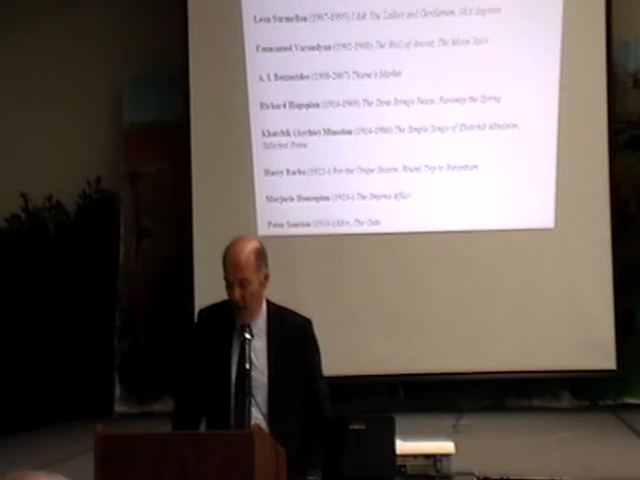 Leon Surmelian (1907-1995) I Ask You Ladies and Gentlemen, 98.6 degrees
Emmanuel Varandyan (1902-1988) The Well of Ararat, The Moon Sails
A. I. Bezzerides (1908-2007) Thieve's Market
Richard Hagopian (1914-1969) The Dove Brings Peace, Faraway the Spring
Khatchik (Archie) Minasian (1914-1986) The Simple Songs of Khatchik Minasian,
Selected Poems
Harry Barba (1922-) For the Grape Season, Round Trip to Byzantium
Marjorie Housepian (1923-) The Smyrna Affair
Peter Sourian (1933-) Miri, The Gate